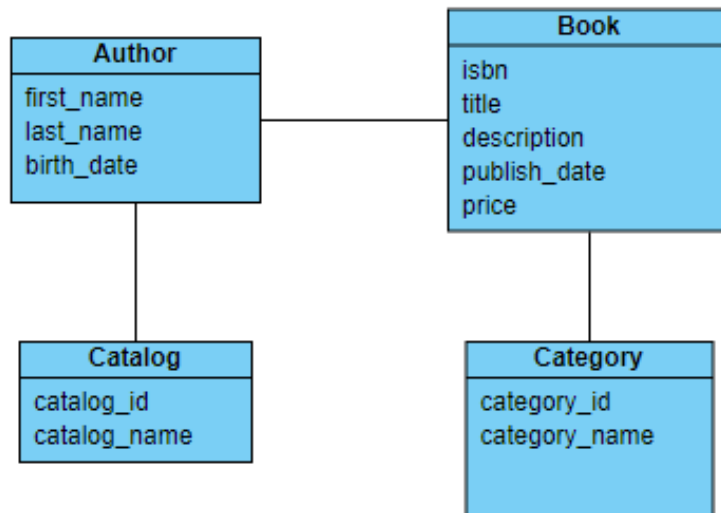 Author
first_name
last_name
birth_date
Book
isbn
title
description
publish_date
price
Catalog
catalog_id
catalog_name
Category
category_id
category_name